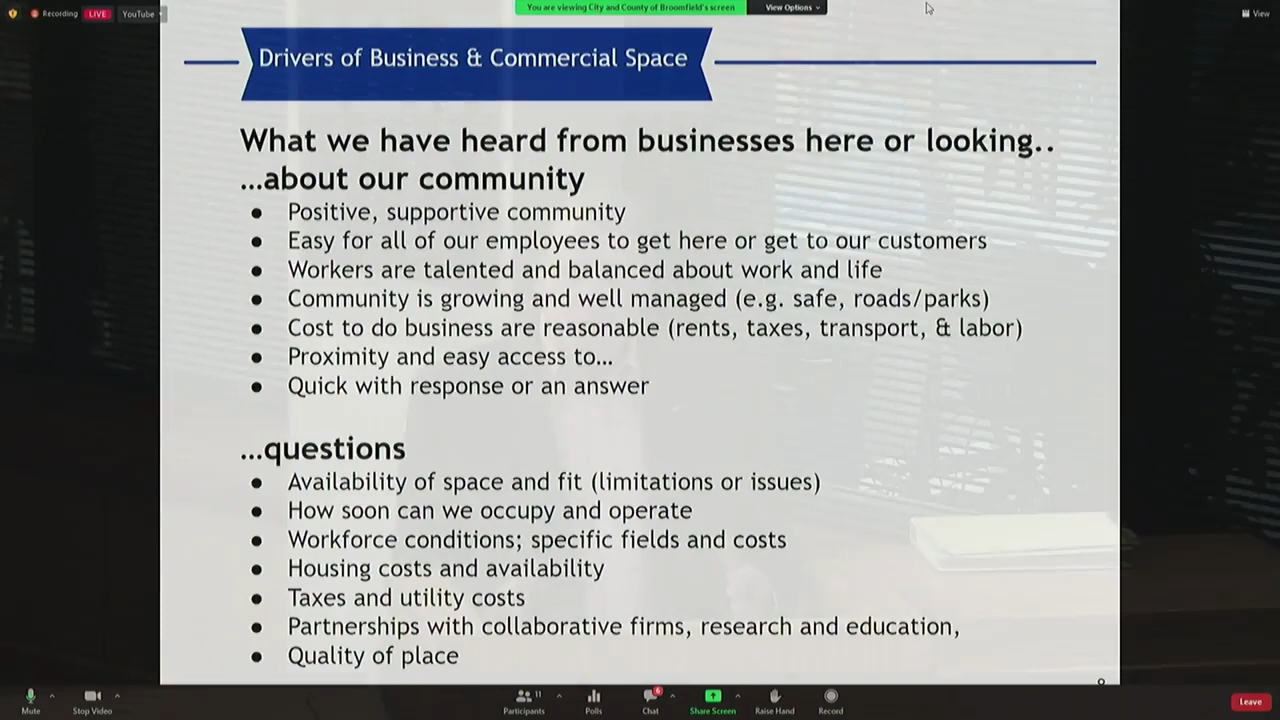 Recording LIVE YouTube
You are viewing City and County of Broomfield's screen View Options
View
Drivers of Business & Commercial Space
What we have heard from businesses here or looking..
…about our community
● Positive, supportive community
● Easy for all of our employees to get here or get to our customers
● Workers are talented and balanced about work and life
● Community is growing and well managed (e.g. safe, roads/parks)
● Cost to do business are reasonable (rents, taxes, transport, & labor)
● Proximity and easy access to…
● Quick with response or an answer
…questions
● Availability of space and fit (limitations or issues)
● How soon can we occupy and operate
● Workforce conditions; specific fields and costs
● Housing costs and availability
● Taxes and utility costs
● Partnerships with collaborative firms, research and education,
● Quality of place
Mute Stop Video Participants 11 Polls Chat 6 Share Screen Raise Hand Record Leave